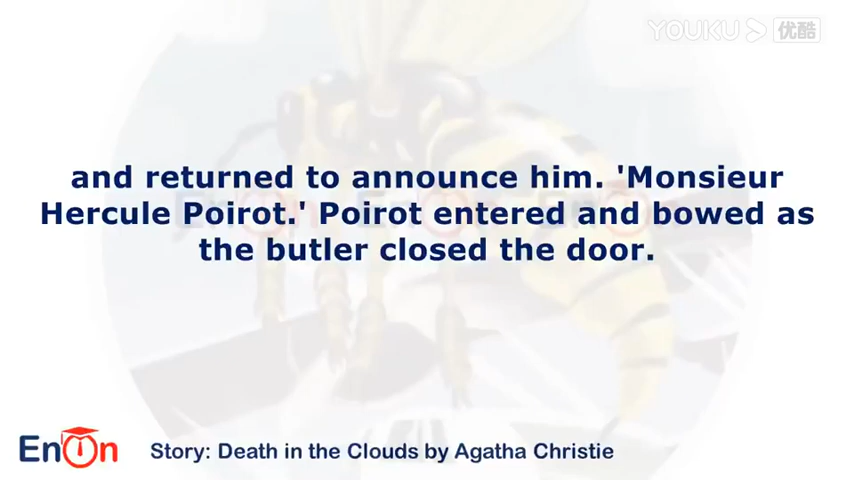 YOUKU 优酷
and returned to announce him. 'Monsieur
Hercule Poirot.' Poirot entered and bowed as
the butler closed the door.
EnOn
Story: Death in the Clouds by Agatha Christie